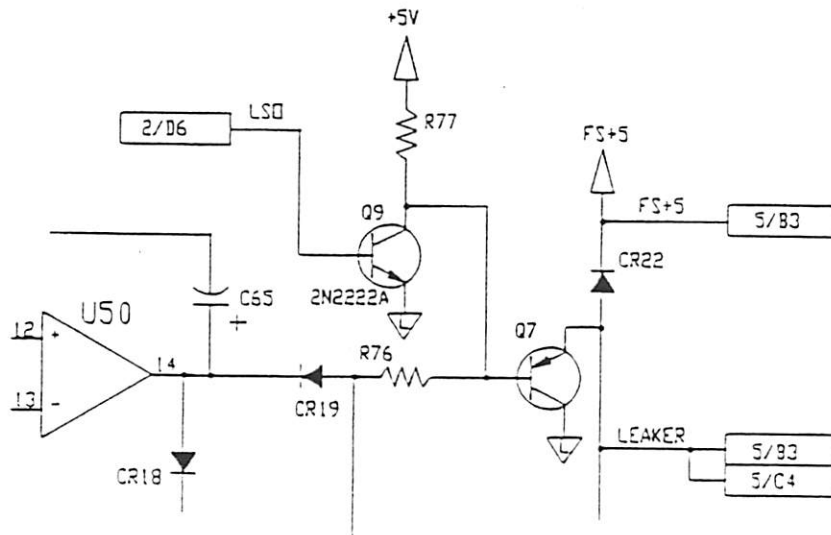 +5V
LSO
2/D6
R77
FS+5
Q9
FS+5
5/B3
CR22
C65
+
2N2222A
L
U50
12
+
14
13
-
R76
Q7
CR19
L
LEAKER
5/B3
5/C4
CR18